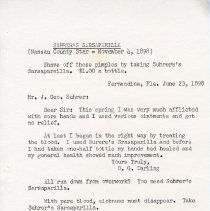 SUHRER'S SARSAPARILLA
(Nassau County Star - November 4, 1898)
Shave off those pimples by taking Suhrer's
Sarsaparilla. $1.00 a bottle.
Fernandina, Fla. June 23, 1898
Mr. J. Geo. Suhrer:
Dear Sir: This spring I was very much afflicted
with sore hands and I used various ointments and got
no relief.
At last I began in the right way by treating
the blood. I used Suhrer's Sarsaparilla and before
I had taken one-half bottle my hands had healed and
my general health showed much improvement.
Yours Truly,
O. G. Darling
All run down from overwork! You need Suhrer's
Sarsaparilla.
With pure blood, sickness must disappear. Take
Suhrer's Sarsaparilla.